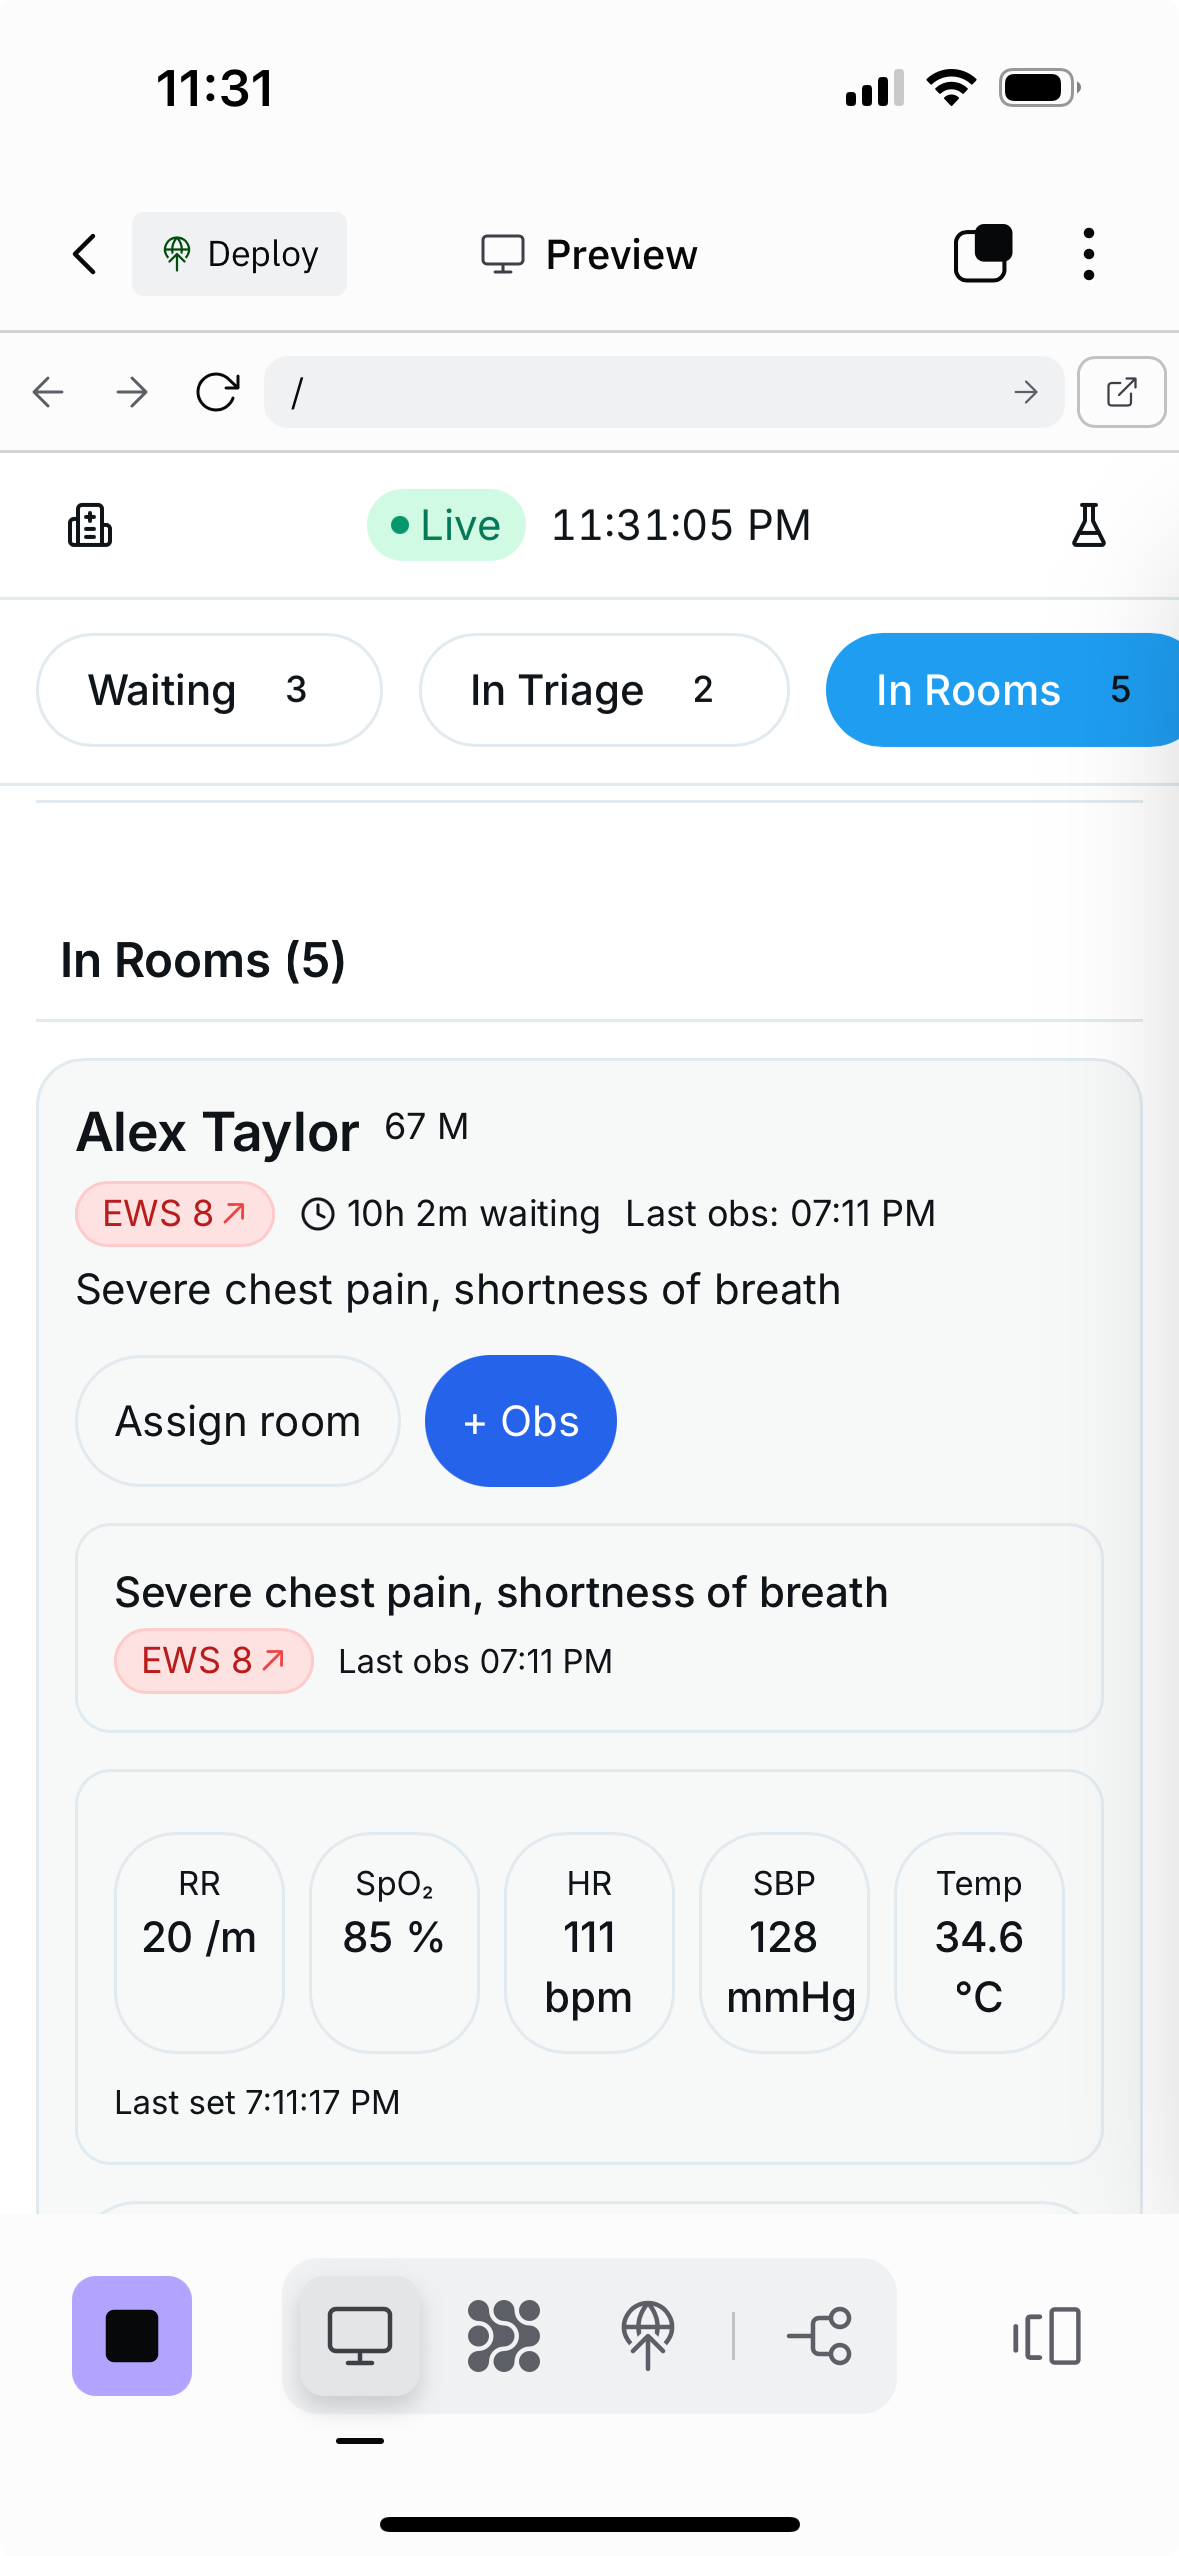 11:31
Deploy
Preview
/
Live 11:31:05 PM
Waiting 3 In Triage 2 In Rooms 5
In Rooms (5)
Alex Taylor 67 M
EWS 8↗ 10h 2m waiting Last obs: 07:11 PM
Severe chest pain, shortness of breath
Assign room + Obs
Severe chest pain, shortness of breath
EWS 8↗ Last obs 07:11 PM
RR SpO₂ HR SBP Temp
20 /m 85 % 111 128 34.6
bpm mmHg °C
Last set 7:11:17 PM